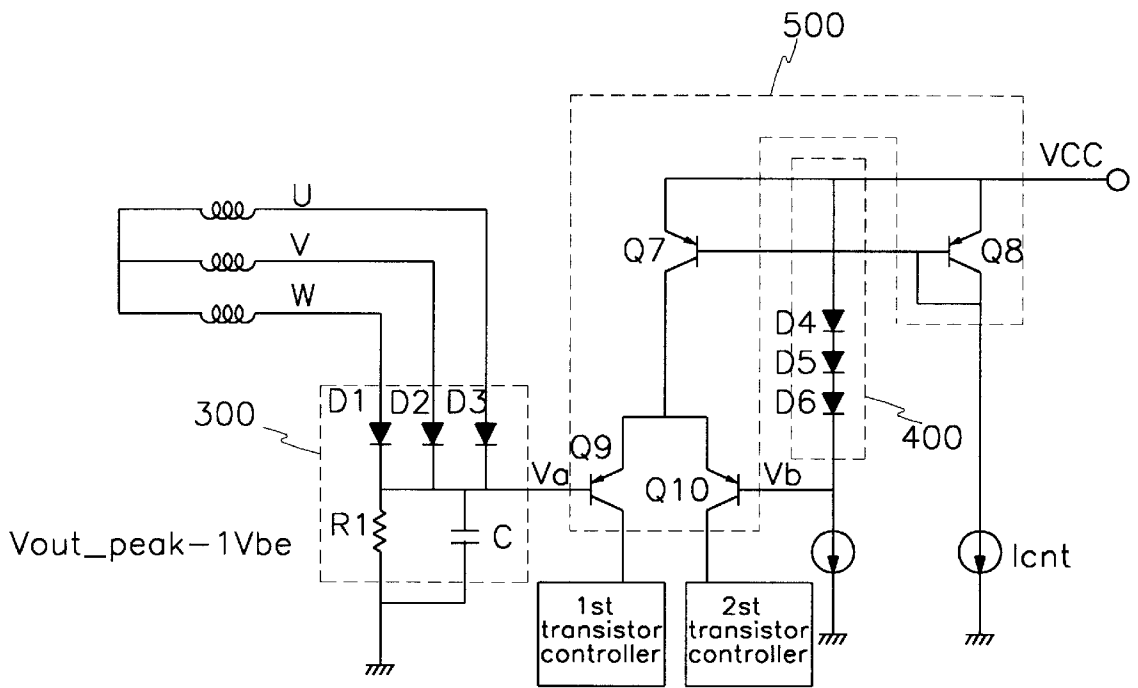 500
VCC
U
V
W
Q7
Q8
D4
D5
D6
D1
D2
D3
300
400
Q9
Va
Q10
Vb
R1
C
Vout_peak-1Vbe
Icnt
1st
transistor
controller
2st
transistor
controller